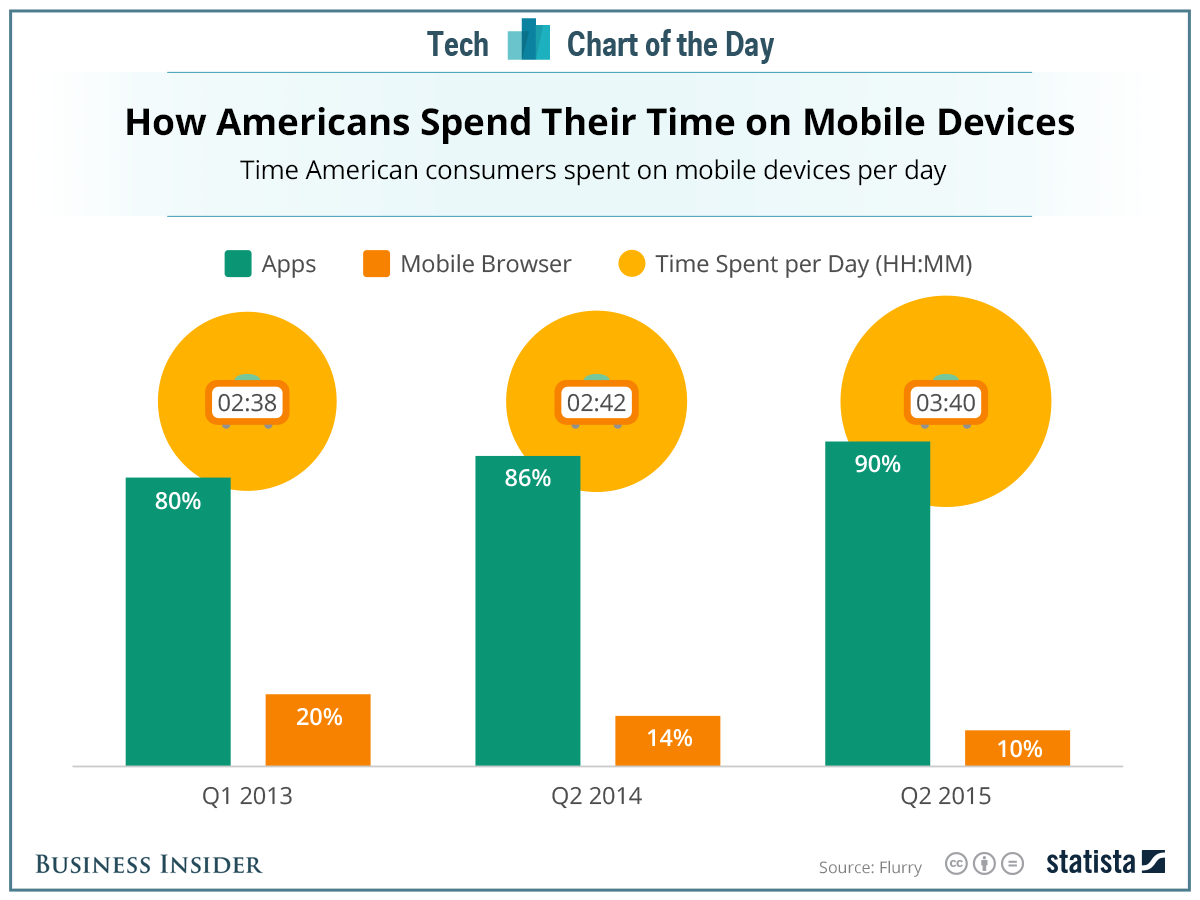 Tech Chart of the Day
How Americans Spend Their Time on Mobile Devices
Time American consumers spent on mobile devices per day
Apps Mobile Browser Time Spent per Day (HH:MM)
02:38 02:42 03:40
80% 86% 90%
20% 14% 10%
Q1 2013 Q2 2014 Q2 2015
BUSINESS INSIDER
Source: Flurry
cc
statista